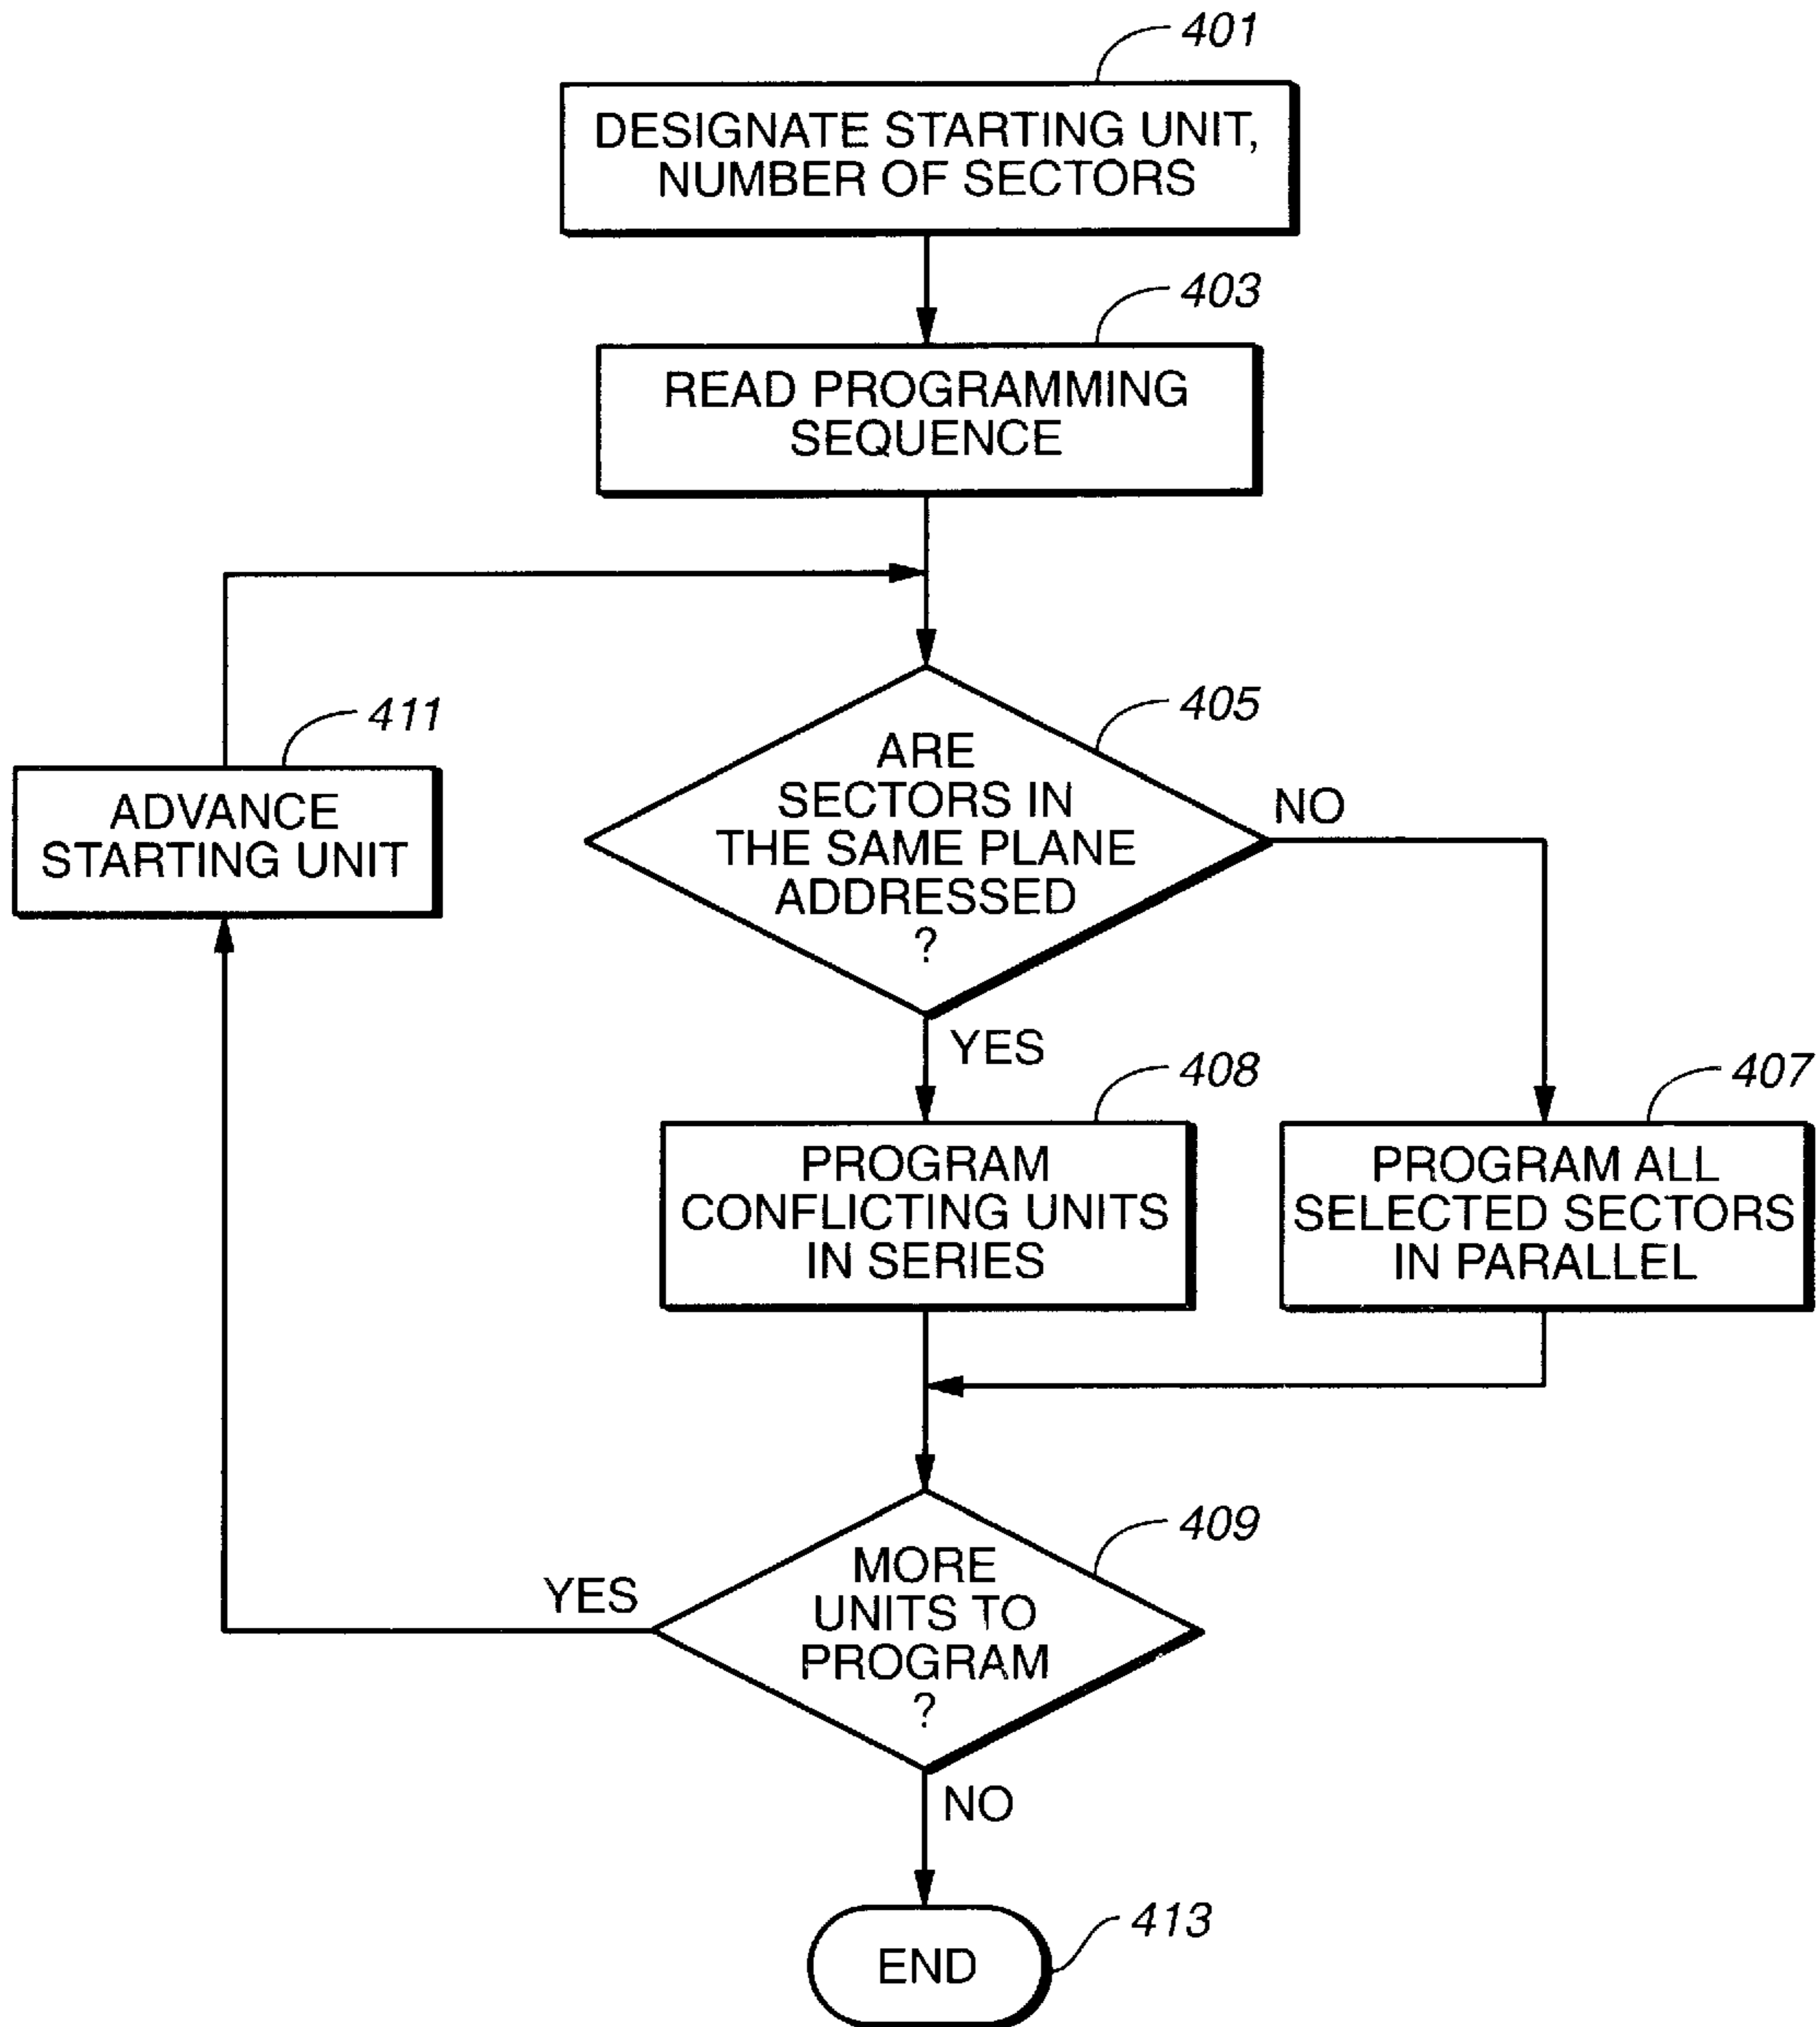 401
DESIGNATE STARTING UNIT,
NUMBER OF SECTORS
403
READ PROGRAMMING
SEQUENCE
405
ARE
SECTORS IN
THE SAME PLANE
ADDRESSED
?
NO
411
ADVANCE
STARTING UNIT
YES
408
PROGRAM
CONFLICTING UNITS
IN SERIES
407
PROGRAM ALL
SELECTED SECTORS
IN PARALLEL
409
MORE
UNITS TO
PROGRAM
?
YES
NO
413
END